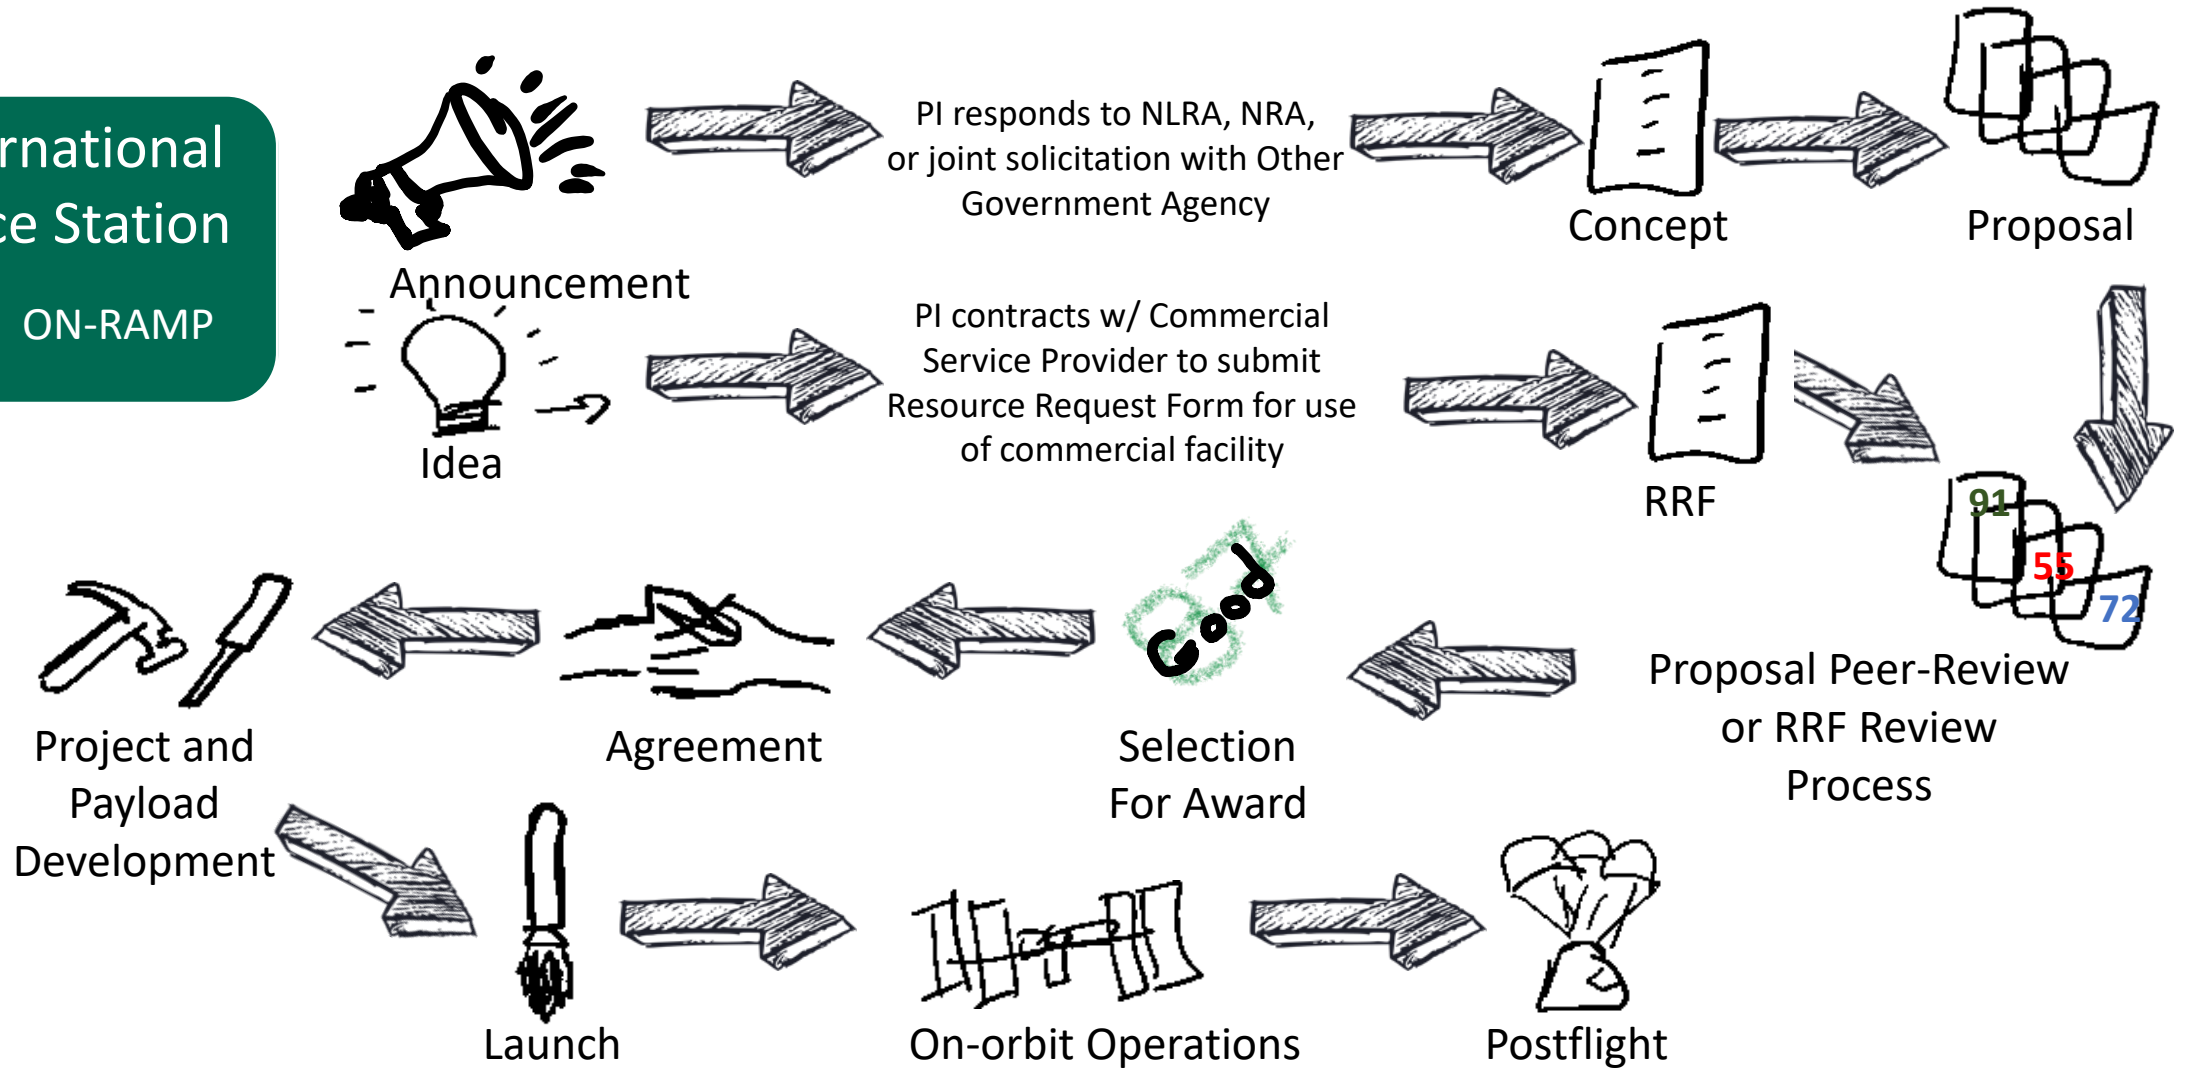 rnational
ce Station
ON-RAMP
Announcement
PI responds to NLRA, NRA,
or joint solicitation with Other
Government Agency
Concept
Proposal
Idea
PI contracts w/ Commercial
Service Provider to submit
Resource Request Form for use
of commercial facility
RRF
91
55
72
Proposal Peer-Review
or RRF Review
Process
87
Good
Selection
For Award
Agreement
Project and
Payload
Development
Launch
On-orbit Operations
Postflight